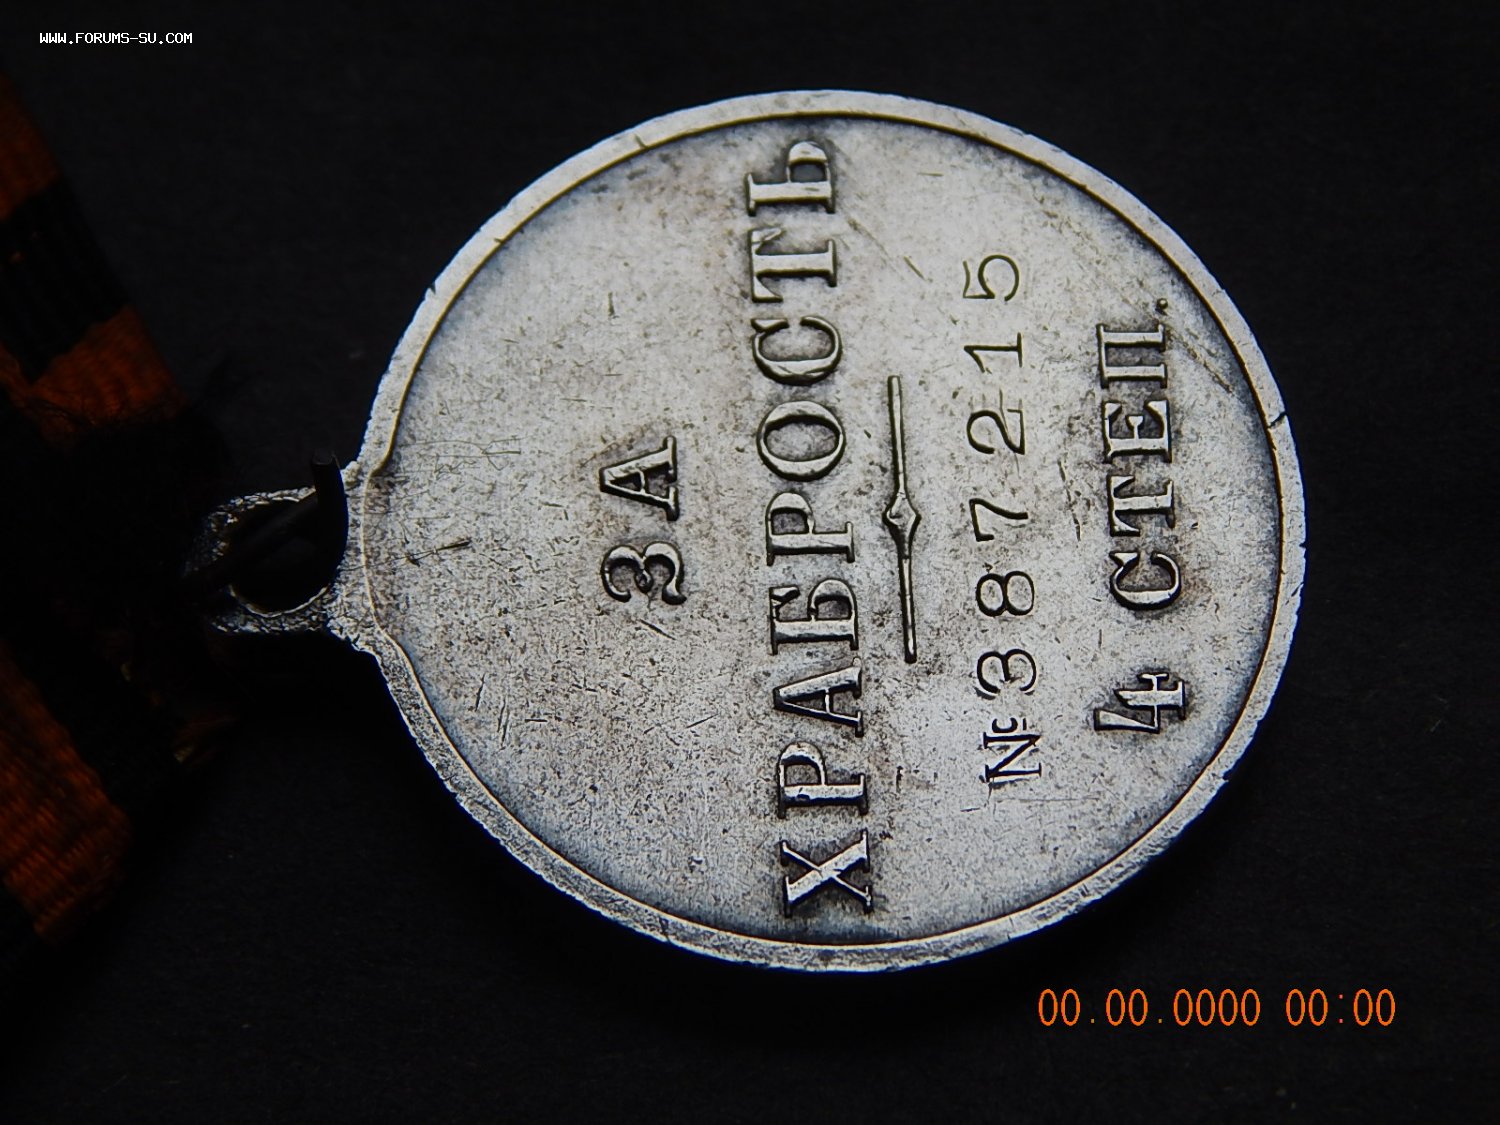 WWW.FORUMS-SU.COM
ЗА
ХРАБРОСТЬ
№387215
4 СТЕП.
00.00.0000 00:00